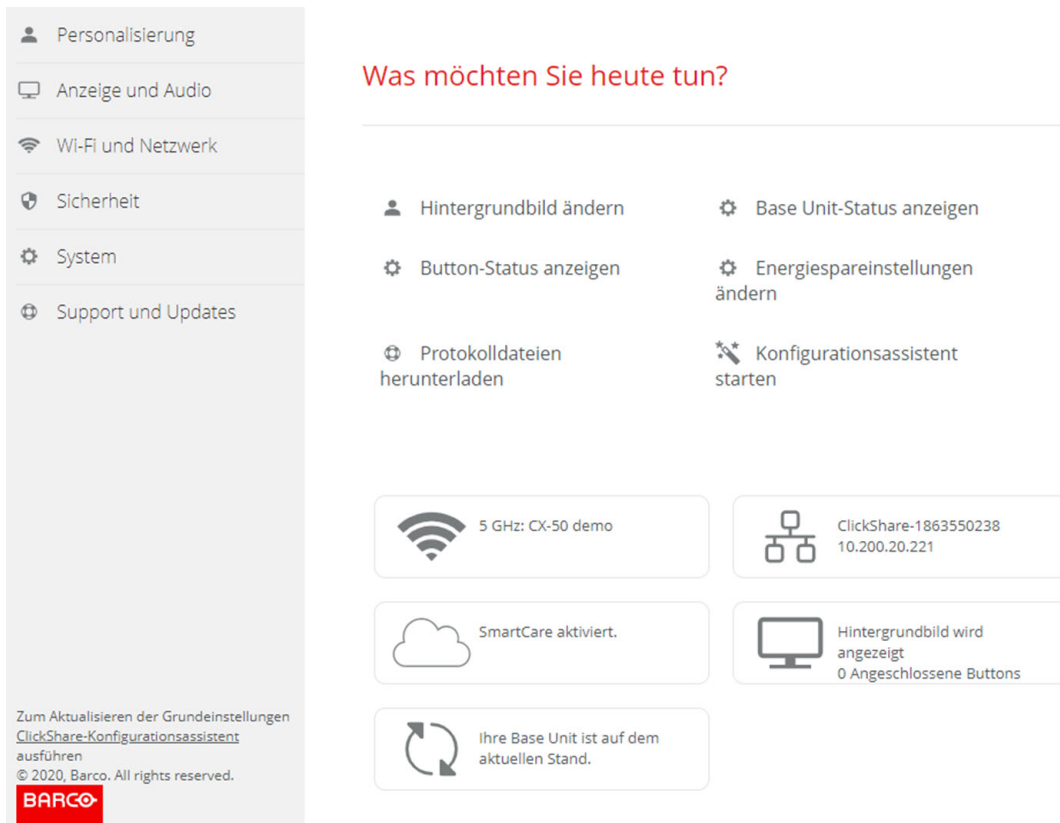 Personalisierung
Anzeige und Audio
Wi-Fi und Netzwerk
Sicherheit
System
Support und Updates
Zum Aktualisieren der Grundeinstellungen
ClickShare-Konfigurationsassistent
ausführen
© 2020, Barco. All rights reserved.
BARCO
Was möchten Sie heute tun?
Hintergrundbild ändern
Base Unit-Status anzeigen
Button-Status anzeigen
Energiespareinstellungen
ändern
Protokolldateien
herunterladen
Konfigurationsassistent
starten
5 GHz: CX-50 demo
ClickShare-1863550238
10.200.20.221
SmartCare aktiviert.
Hintergrundbild wird
angezeigt
0 Angeschlossene Buttons
Ihre Base Unit ist auf dem
aktuellen Stand.